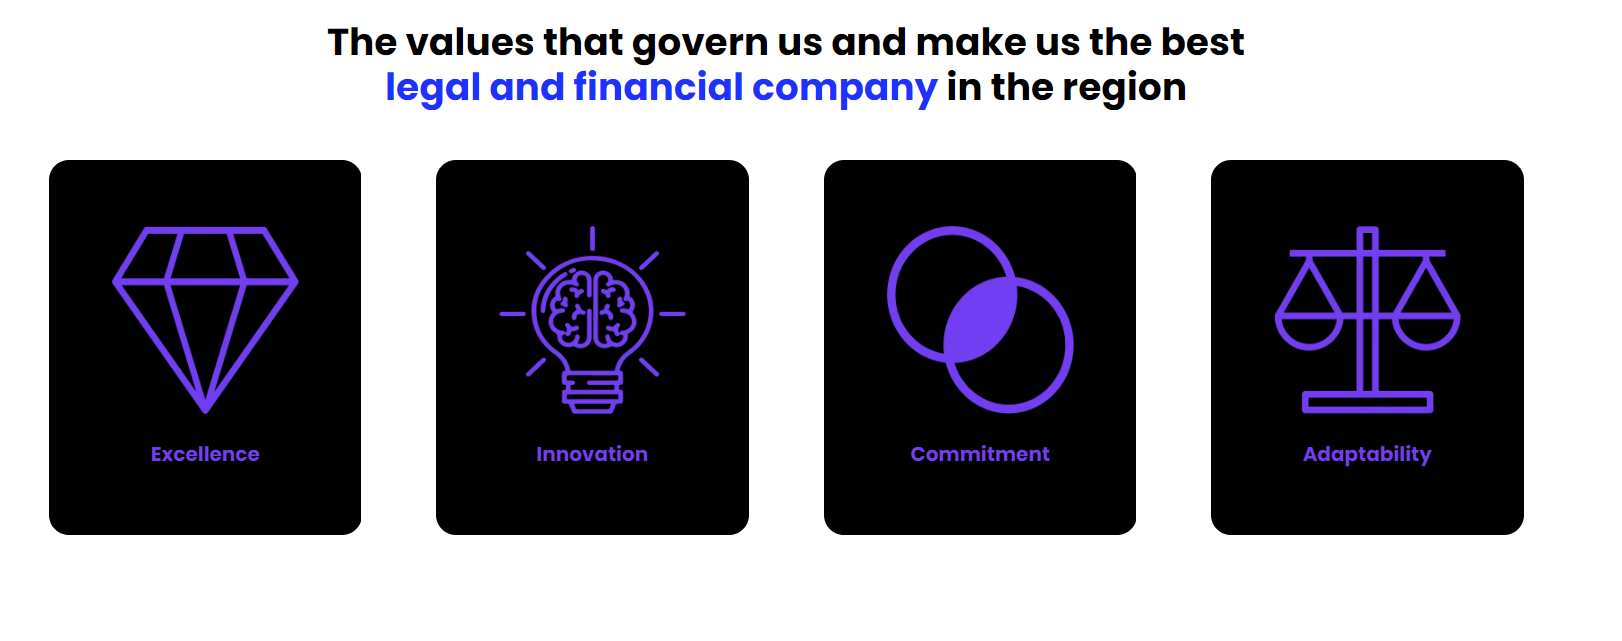 The values that govern us and make us the best
legal and financial company in the region
Excellence
Innovation
Commitment
Adaptability